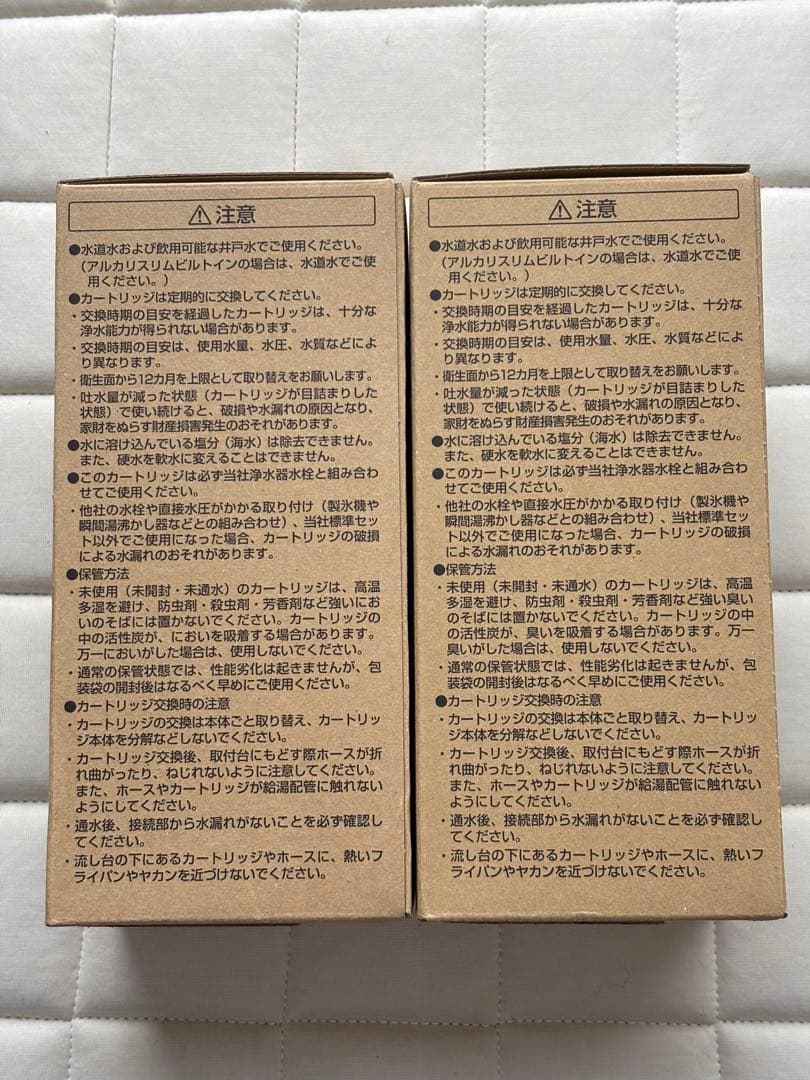 ⚠注意
●水道水および飲用可能な井戸水でご使用ください。
（アルカリスリムビルトインの場合は、水道水でご使
用ください。）
●カートリッジは定期的に交換してください。
・交換時期の目安を経過したカートリッジは、十分な
浄水能力が得られない場合があります。
・交換時期の目安は、使用水量、水圧、水質などによ
り異なります。
・衛生面から12カ月を上限として取り替えをお願いします。
・吐水量が減った状態（カートリッジが目詰まりした
状態）で使い続けると、破損や水漏れの原因となり、
家財をぬらす財産損害発生のおそれがあります。
●水に溶け込んでいる塩分（海水）は除去できません。
また、硬水を軟水に変えることはできません。
●このカートリッジは必ず当社浄水器水栓と組み合わ
せてご使用ください。
・他社の水栓や直接水圧がかかる取り付け（製氷機や
瞬間湯沸かし器などとの組み合わせ）、当社標準セッ
ト以外でご使用になった場合、カートリッジの破損
による水漏れのおそれがあります。
●保管方法
・未使用（未開封・未通水）のカートリッジは、高温
多湿を避け、防虫剤・殺虫剤・芳香剤など強いにお
いのそばには置かないでください。カートリッジの
中の活性炭が、においを吸着する場合があります。
万一においがした場合は、使用しないでください。
・通常の保管状態では、性能劣化は起きませんが、包
装袋の開封後はなるべく早めにご使用ください。
●カートリッジ交換時の注意
・カートリッジの交換は本体ごと取り替え、カートリッ
ジ本体を分解などしないでください。
・カートリッジ交換後、取付台にもどす際ホースが折
れ曲がったり、ねじれないように注意してください。
また、ホースやカートリッジが給湯配管に触れない
ようにしてください。
・通水後、接続部から水漏れがないことを必ず確認し
てください。
・流し台の下にあるカートリッジやホースに、熱いフ
ライパンやヤカンを近づけないでください。
⚠注意
●水道水および飲用可能な井戸水でご使用ください。
（アルカリスリムビルトインの場合は、水道水でご使
用ください。）
●カートリッジは定期的に交換してください。
・交換時期の目安を経過したカートリッジは、十分な
浄水能力が得られない場合があります。
・交換時期の目安は、使用水量、水圧、水質などによ
り異なります。
・衛生面から12カ月を上限として取り替えをお願いします。
・吐水量が減った状態（カートリッジが目詰まりした
状態）で使い続けると、破損や水漏れの原因となり、
家財をぬらす財産損害発生のおそれがあります。
●水に溶け込んでいる塩分（海水）は除去できません。
また、硬水を軟水に変えることはできません。
●このカートリッジは必ず当社浄水器水栓と組み合わ
せてご使用ください。
・他社の水栓や直接水圧がかかる取り付け（製氷機や
瞬間湯沸かし器などとの組み合わせ）、当社標準セッ
ト以外でご使用になった場合、カートリッジの破損
による水漏れのおそれがあります。
●保管方法
・未使用（未開封・未通水）のカートリッジは、高温
多湿を避け、防虫剤・殺虫剤・芳香剤など強い臭い
のそばには置かないでください。カートリッジの中の
活性炭が、臭いを吸着する場合があります。万一
臭いがした場合は、使用しないでください。
・通常の保管状態では、性能劣化は起きませんが、包
装袋の開封後はなるべく早めにご使用ください。
●カートリッジ交換時の注意
・カートリッジの交換は本体ごと取り替え、カートリッ
ジ本体を分解などしないでください。
・カートリッジ交換後、取付台にもどす際ホースが折
れ曲がったり、ねじれないように注意してください。
また、ホースやカートリッジが給湯配管に触れない
ようにしてください。
・通水後、接続部から水漏れがないことを必ず確認し
てください。
・流し台の下にあるカートリッジやホースに、熱いフ
ライパンやヤカンを近づけないでください。